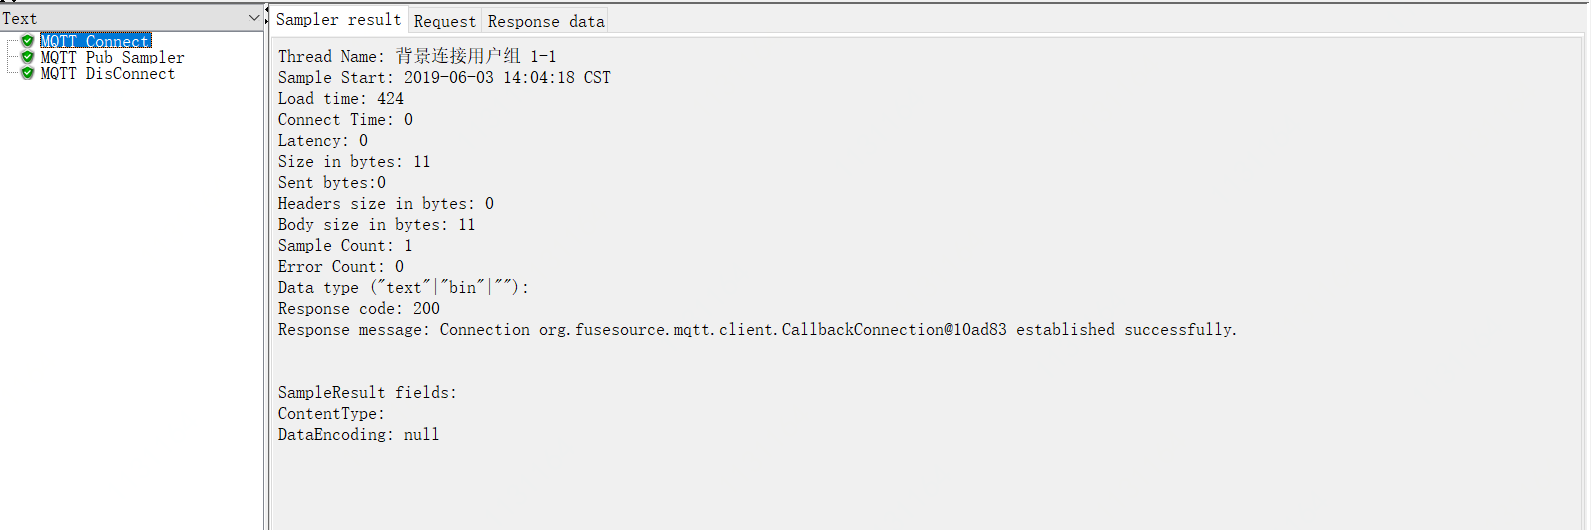 Text
MQTT Connect
MQTT Pub Sampler
MQTT DisConnect
Sampler result
Request
Response data
Thread Name: 背景连接用户组 1-1
Sample Start: 2019-06-03 14:04:18 CST
Load time: 424
Connect Time: 0
Latency: 0
Size in bytes: 11
Sent bytes:0
Headers size in bytes: 0
Body size in bytes: 11
Sample Count: 1
Error Count: 0
Data type ("text"|"bin"|""):
Response code: 200
Response message: Connection org.fusesource.mqtt.client.CallbackConnection@10ad83 established successfully.
SampleResult fields:
ContentType:
DataEncoding: null